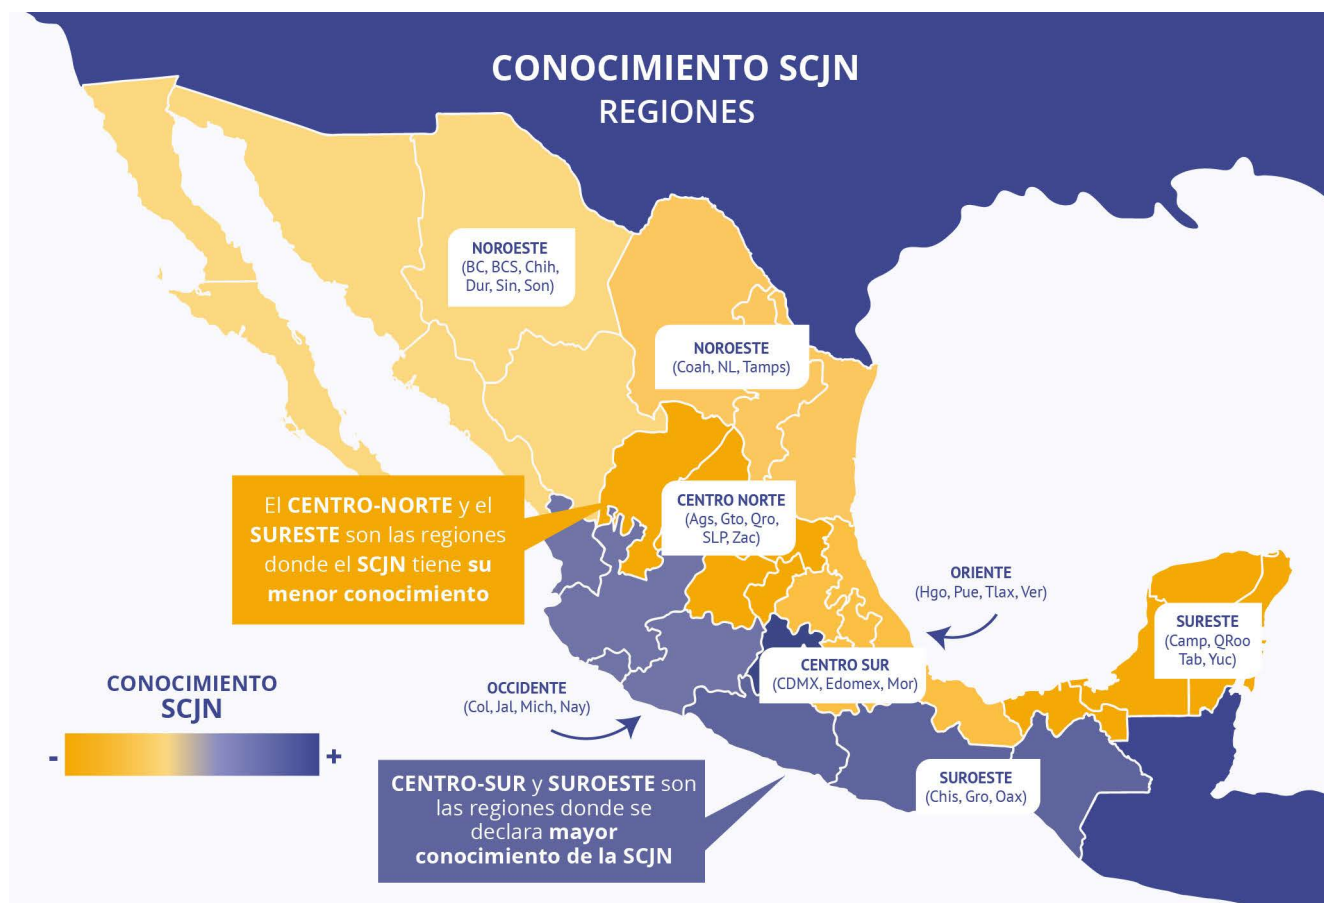 CONOCIMIENTO SCJN
REGIONES
NOROESTE
(BC, BCS, Chih,
Dur, Sin, Son)
NOROESTE
(Coah, NL, Tamps)
El CENTRO-NORTE y el
SURESTE son las regiones
donde el SCJN tiene su
menor conocimiento
CENTRO NORTE
(Ags, Gto, Qro,
SLP, Zac)
ORIENTE
(Hgo, Pue, Tlax, Ver)
SURESTE
(Camp, QRoo
Tab, Yuc)
CENTRO SUR
(CDMX, Edomex, Mor)
OCCIDENTE
(Col, Jal, Mich, Nay)
CONOCIMIENTO
SCJN
- +
CENTRO-SUR y SUROESTE son
las regiones donde se
declara mayor
conocimiento de la SCJN
SUROESTE
(Chis, Gro, Oax)